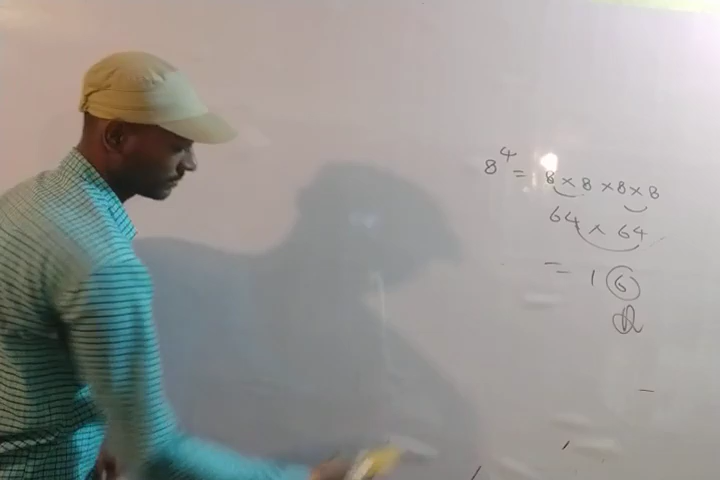 8⁴ = 8 × 8 × 8 × 8
64 × 64
= 1 6